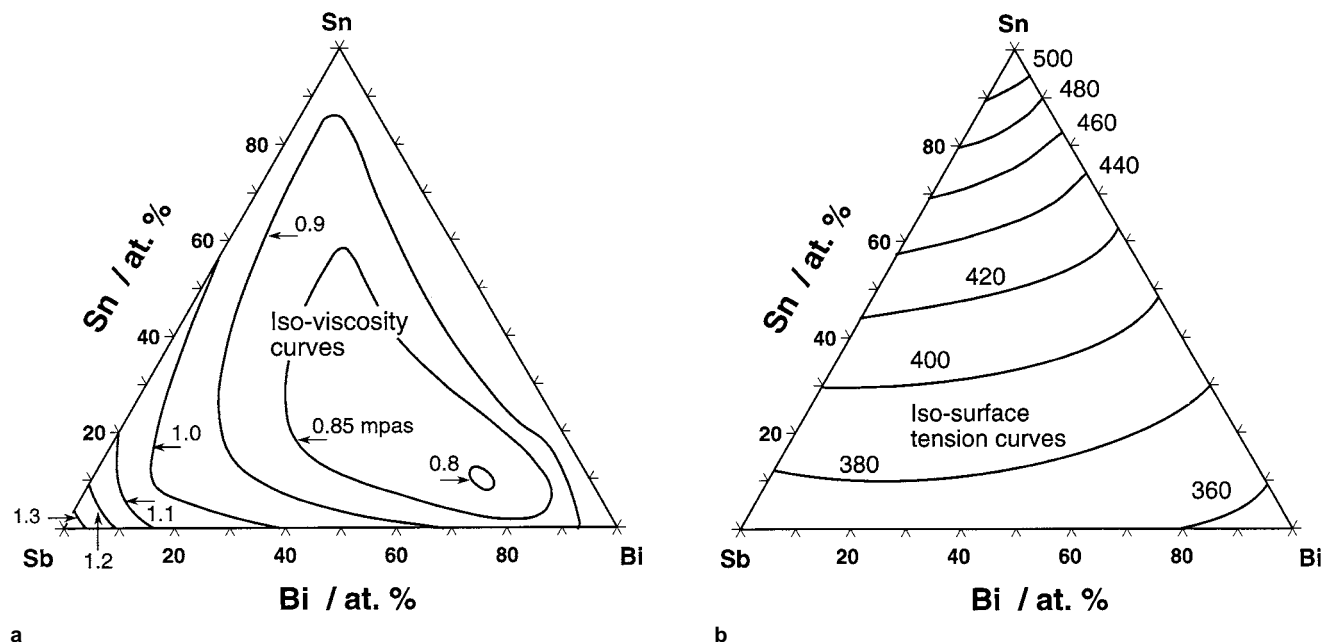 Sn
80
60
40
20
Sn / at. %
0.9
Iso-viscosity
curves
0.85 mpas
1.0
0.8
1.3
1.1
1.2
Sb
20
40
60
80
Bi
Bi / at. %
a
Sn
500
480
460
440
80
60
40
20
Sn / at. %
420
400
Iso-surface
tension curves
380
360
Sb
20
40
60
80
Bi
Bi / at. %
b